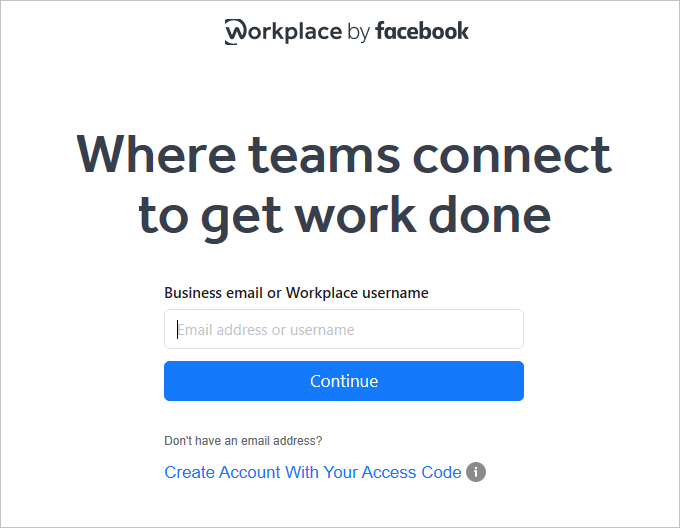 Workplace by facebook
Where teams connect
to get work done
Business email or Workplace username
Email address or username
Continue
Don't have an email address?
Create Account With Your Access Code i